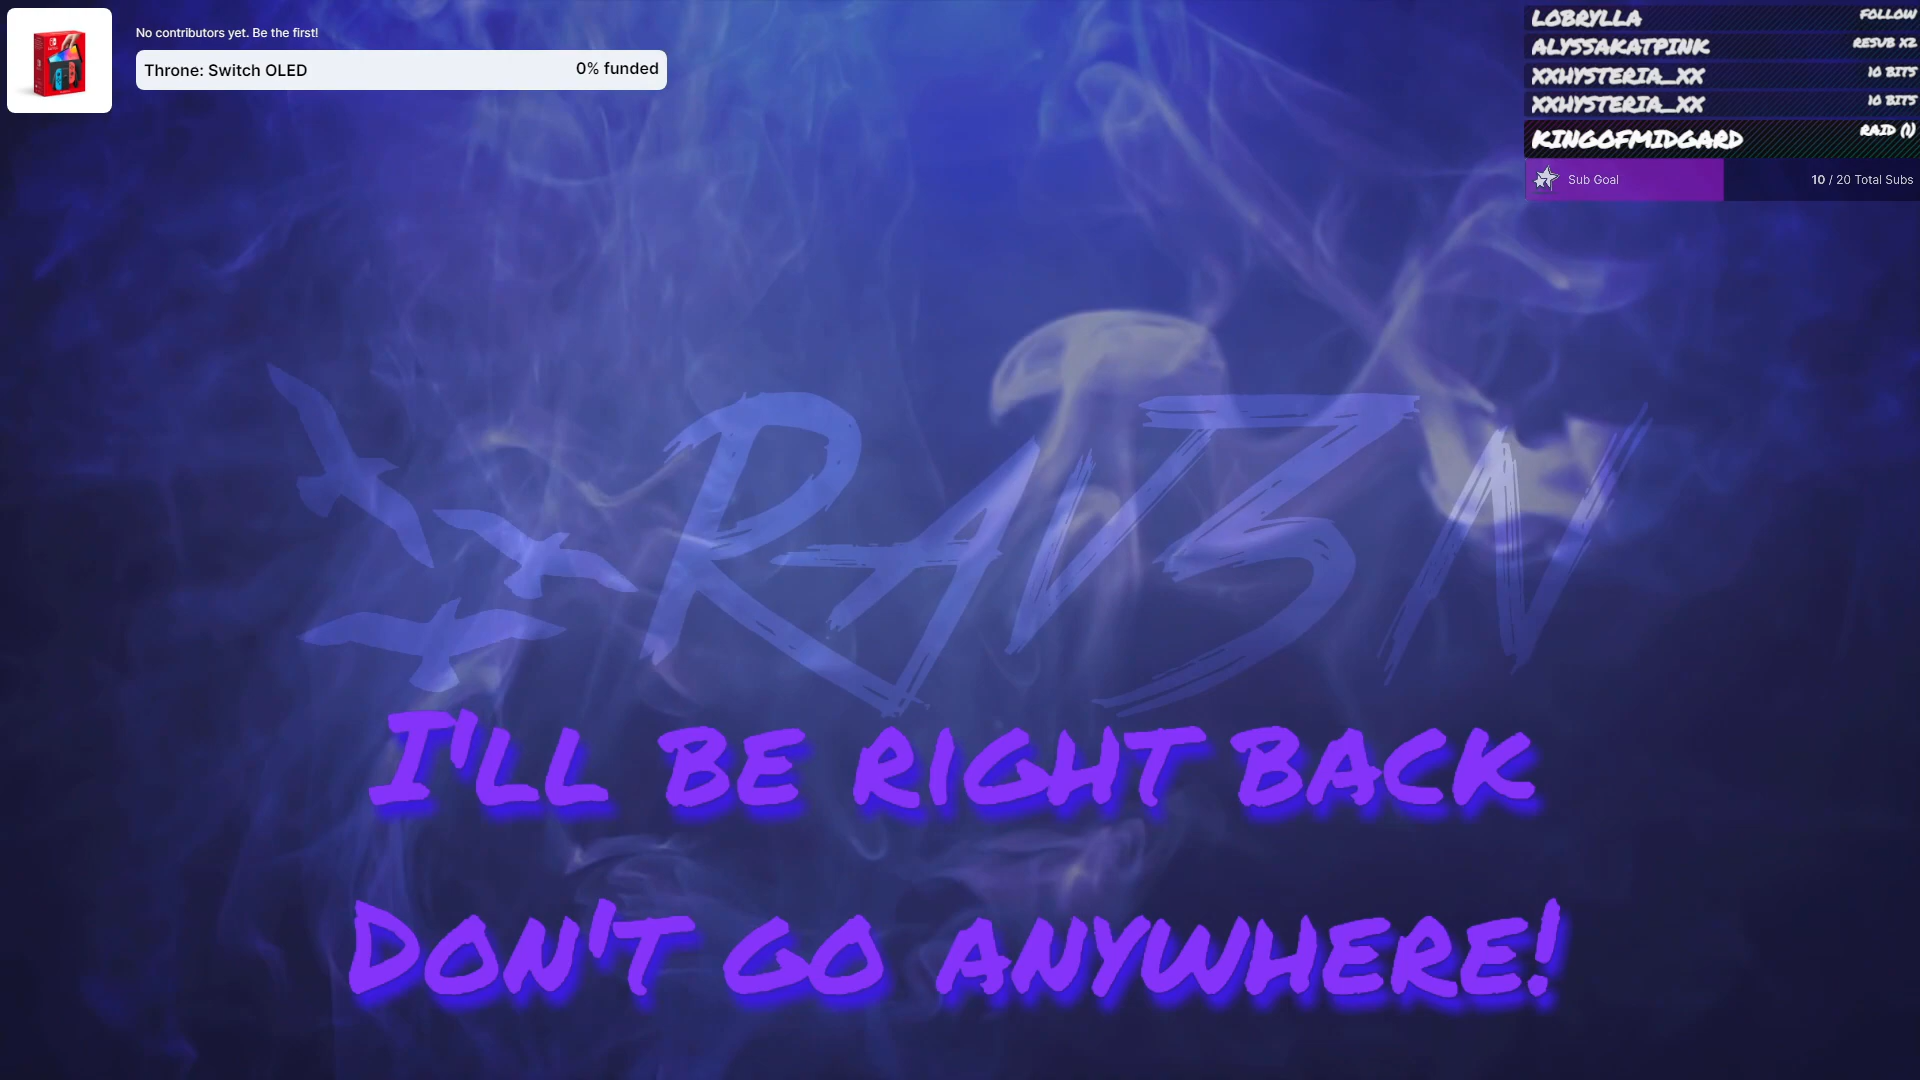 No contributors yet. Be the first!
Throne: Switch OLED 0% funded
LOBRYLLA FOLLOW
ALYSSAKATPINK RESUB X2
XXHYSTERIA_XX 10 BITS
XXHYSTERIA_XX 10 BITS
KINGOFMIDGARD RAID (1)
Sub Goal 10 / 20 Total Subs
RAV3N
I'LL BE RIGHT BACK
DON'T GO ANYWHERE!